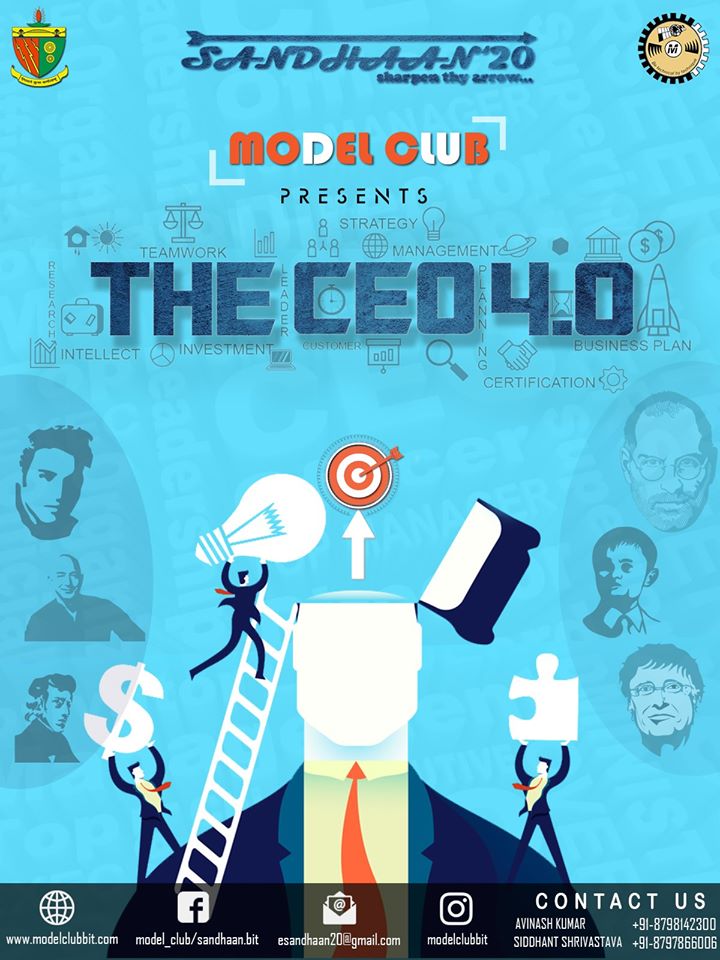 SANDHAAN'20
sharpen thy arrow...
M
MODEL CLUB
PRESENTS
STRATEGY
TEAMWORK
MANAGEMENT
RESEARCH
LEADER
PLANNING
THE CEO 4.0
INTELLECT
INVESTMENT
CUSTOMER
BUSINESS PLAN
CERTIFICATION
CONTACT US
www.modelclubbit.com
model_club/sandhaan.bit
esandhaan20@gmail.com
modelclubbit
AVINASH KUMAR +91-8798142300
SIDDHANT SHRIVASTAVA +91-8797866006